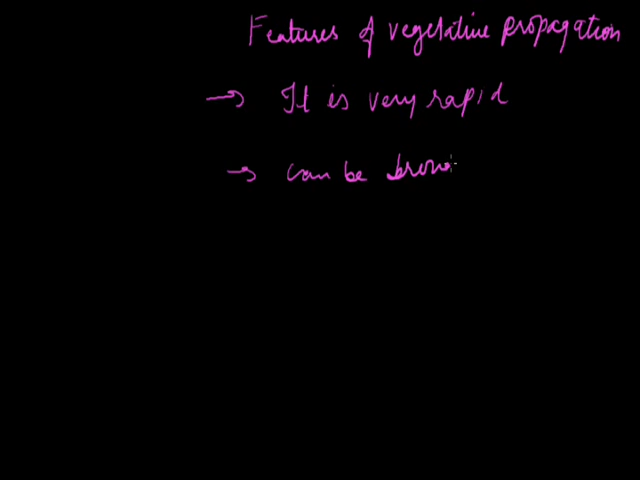 Features of vegetative propagation
→ It is very rapid
→ can be